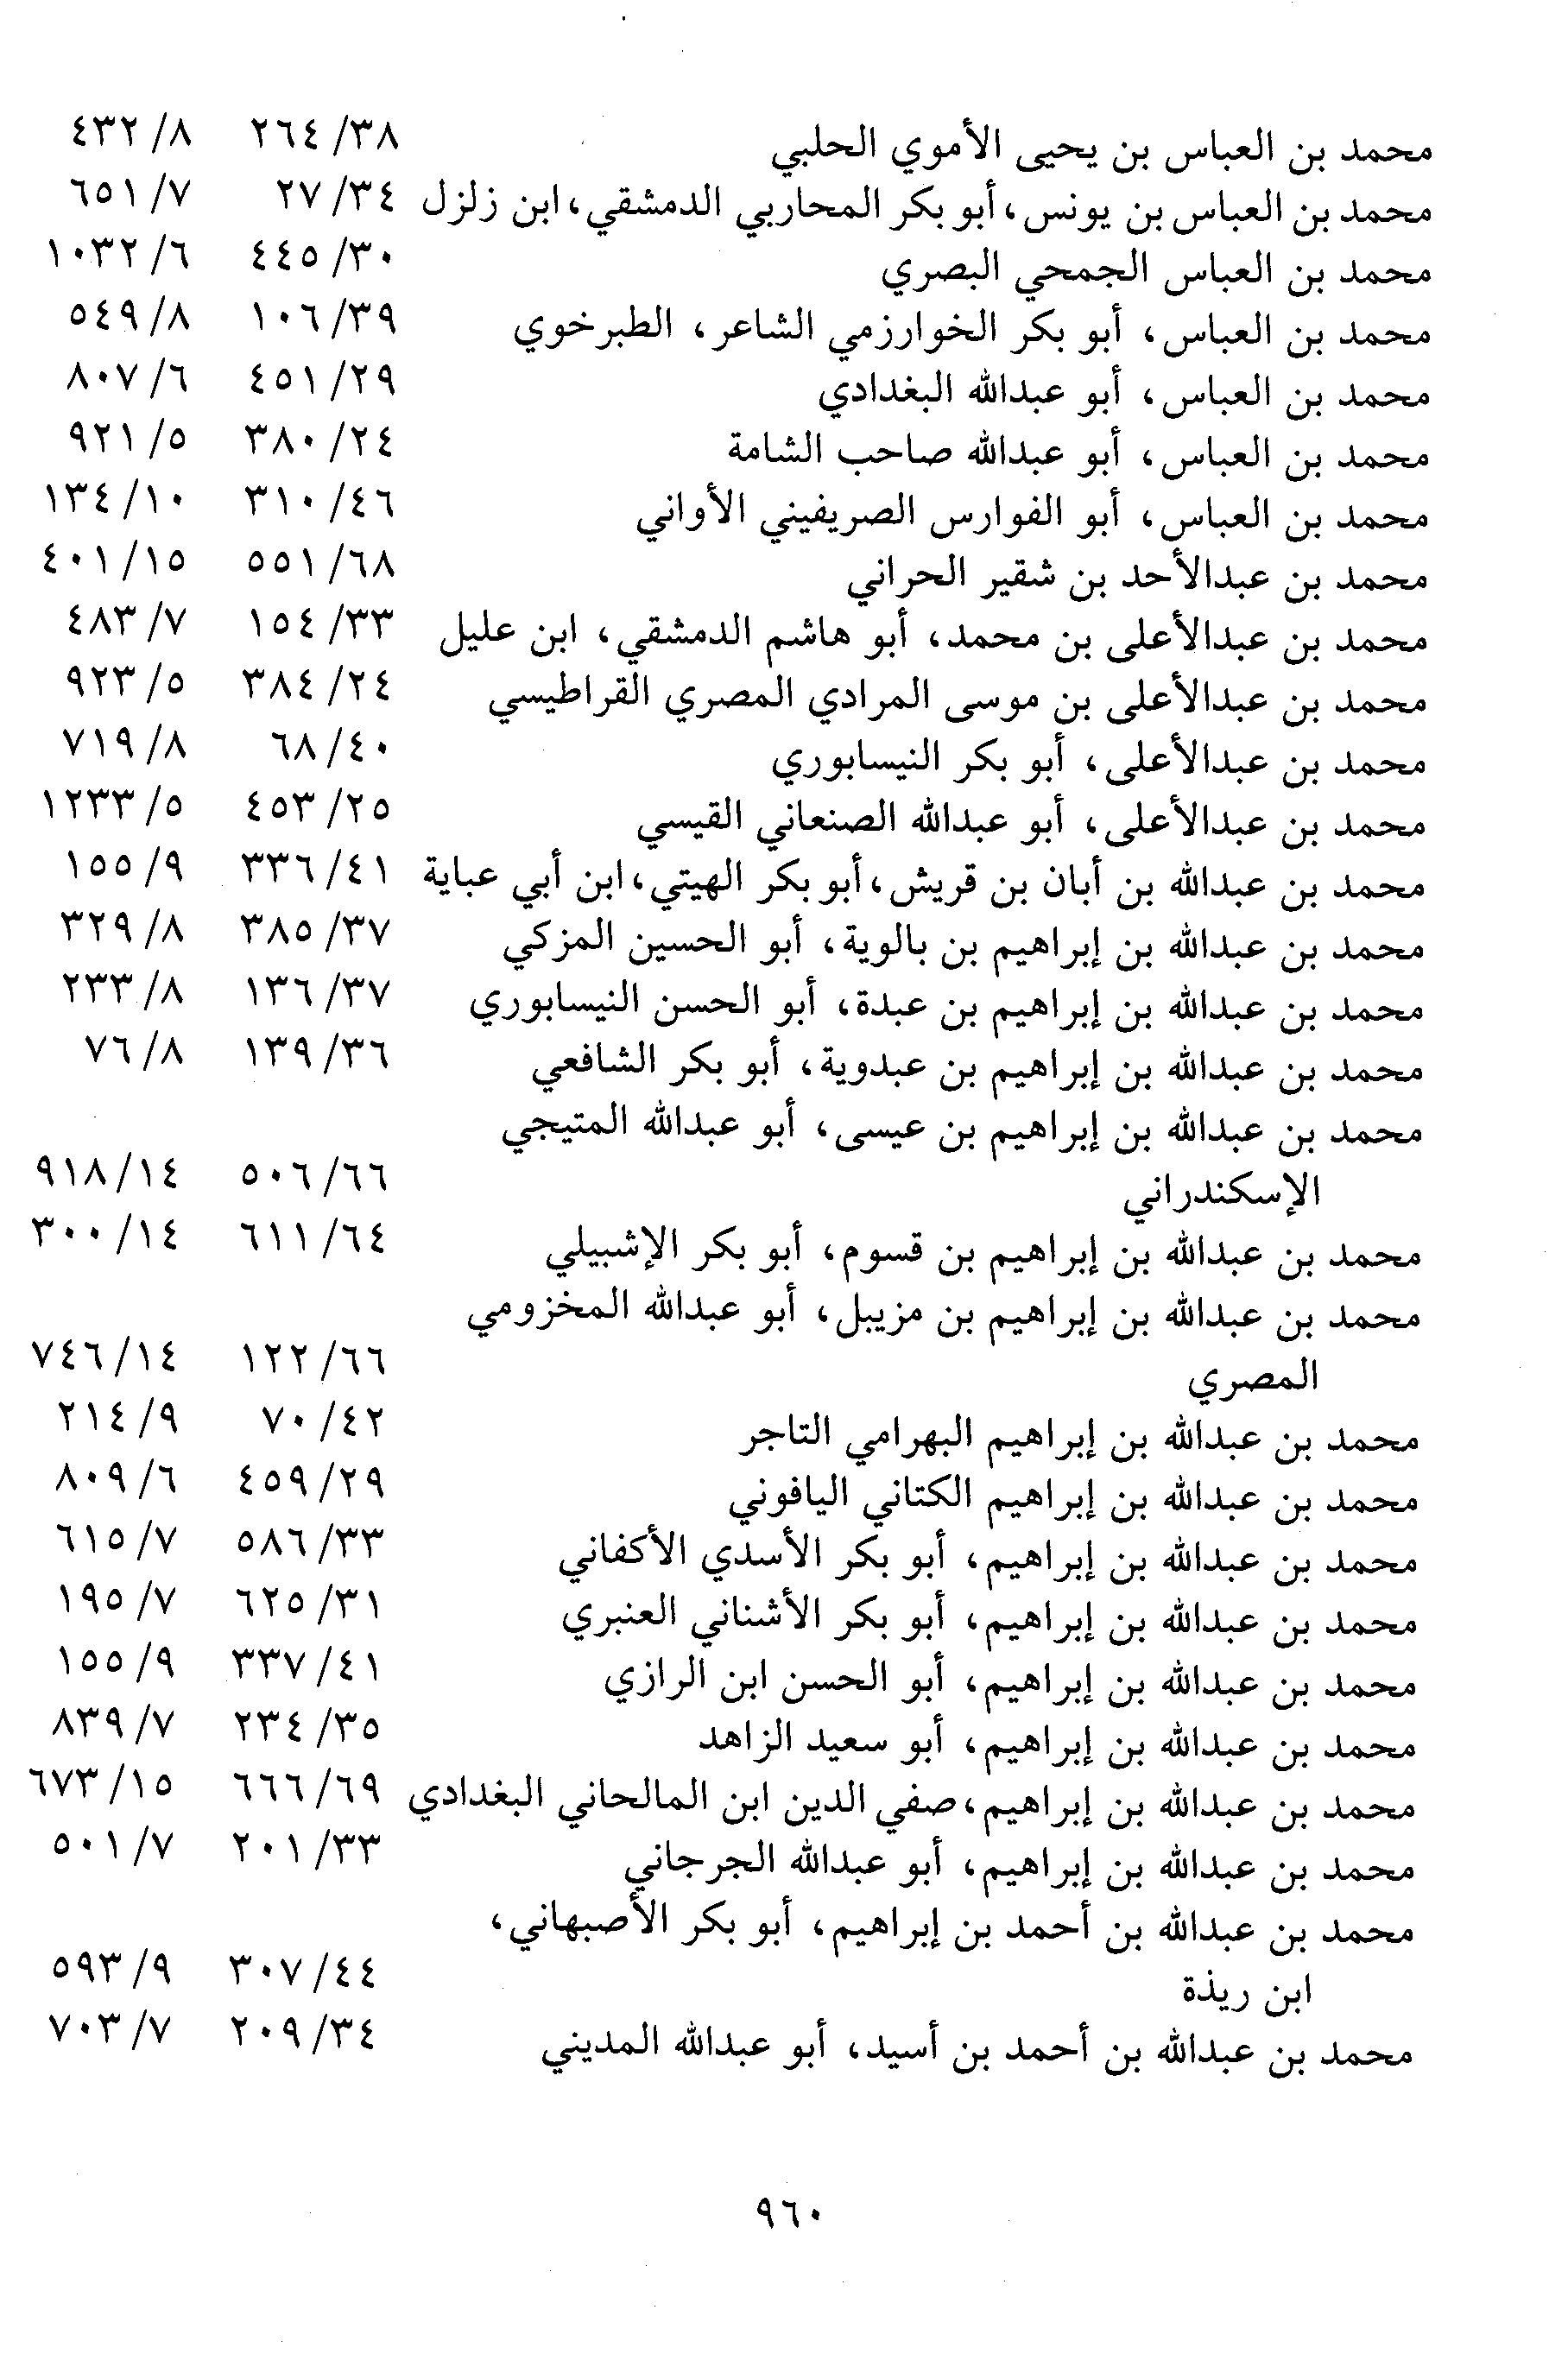 محمد بن العباس بن يحيى الأموي الحلبي ٣٨/ ٢٦٤ ٨/ ٤٣٢
محمد بن العباس بن يونس، أبو بكر المحاربي الدمشقي، ابن زلزل ٣٤/ ٢٧ ٧/ ٦٥١
محمد بن العباس الجمحي البصري ٣٠/ ٤٤٥ ٦/ ١٠٣٢
محمد بن العباس، أبو بكر الخوارزمي الشاعر، الطبرخوي ٣٩/ ١٠٦ ٨/ ٥٤٩
محمد بن العباس، أبو عبدالله البغدادي ٢٩/ ٤٥١ ٦/ ٨٠٧
محمد بن العباس، أبو عبدالله صاحب الشامة ٢٤/ ٣٨٠ ٥/ ٩٢١
محمد بن العباس، أبو الفوارس الصريفيني الأواني ٤٦/ ٣١٠ ١٠/ ١٣٤
محمد بن عبدالأحد بن شقير الحراني ٦٨/ ٥٥١ ١٥/ ٤٠١
محمد بن عبدالأعلى بن محمد، أبو هاشم الدمشقي، ابن عليل ٣٣/ ١٥٤ ٧/ ٤٨٣
محمد بن عبدالأعلى بن موسى المرادي المصري القراطيسي ٢٤/ ٣٨٤ ٥/ ٩٢٣
محمد بن عبدالأعلى، أبو بكر النيسابوري ٤٠/ ٦٨ ٨/ ٧١٩
محمد بن عبدالأعلى، أبو عبدالله الصنعاني القيسي ٢٥/ ٤٥٣ ٥/ ١٢٣٣
محمد بن عبدالله بن أبان بن قريش، أبو بكر الهيتي، ابن أبي عباية ٤١/ ٣٣٦ ٩/ ١٥٥
محمد بن عبدالله بن إبراهيم بن بالوية، أبو الحسين المزكي ٣٧/ ٣٨٥ ٨/ ٣٢٩
محمد بن عبدالله بن إبراهيم بن عبدة، أبو الحسن النيسابوري ٣٧/ ١٣٦ ٨/ ٢٣٣
محمد بن عبدالله بن إبراهيم بن عبدوية، أبو بكر الشافعي ٣٦/ ١٣٩ ٨/ ٧٦
محمد بن عبدالله بن إبراهيم بن عيسى، أبو عبدالله المتيجي
الإسكندراني ٦٦/ ٥٠٦ ١٤/ ٩١٨
محمد بن عبدالله بن إبراهيم بن قسوم، أبو بكر الإشبيلي ٦٤/ ٦١١ ١٤/ ٣٠٠
محمد بن عبدالله بن إبراهيم بن مزيبل، أبو عبدالله المخزومي
المصري ٦٦/ ١٢٢ ١٤/ ٧٤٦
محمد بن عبدالله بن إبراهيم البهرامي التاجر ٤٢/ ٧٠ ٩/ ٢١٤
محمد بن عبدالله بن إبراهيم الكتاني اليافوني ٢٩/ ٤٥٩ ٦/ ٨٠٩
محمد بن عبدالله بن إبراهيم، أبو بكر الأسدي الأكفاني ٣٣/ ٥٨٦ ٧/ ٦١٥
محمد بن عبدالله بن إبراهيم، أبو بكر الأشناني العنبري ٣١/ ٦٢٥ ٧/ ١٩٥
محمد بن عبدالله بن إبراهيم، أبو الحسن ابن الرازي ٤١/ ٣٣٧ ٩/ ١٥٥
محمد بن عبدالله بن إبراهيم، أبو سعيد الزاهد ٣٥/ ٢٣٤ ٧/ ٨٣٩
محمد بن عبدالله بن إبراهيم، صفي الدين ابن المالحاني البغدادي ٦٩/ ٦٦٦ ١٥/ ٦٧٣
محمد بن عبدالله بن إبراهيم، أبو عبدالله الجرجاني ٣٣/ ٢٠١ ٧/ ٥٠١
محمد بن عبدالله بن أحمد بن إبراهيم، أبو بكر الأصبهاني،
ابن ريذة ٤٤/ ٣٠٧ ٩/ ٥٩٣
محمد بن عبدالله بن أحمد بن أسيد، أبو عبدالله المديني ٣٤/ ٢٠٩ ٧/ ٧٠٣
٩٦٠